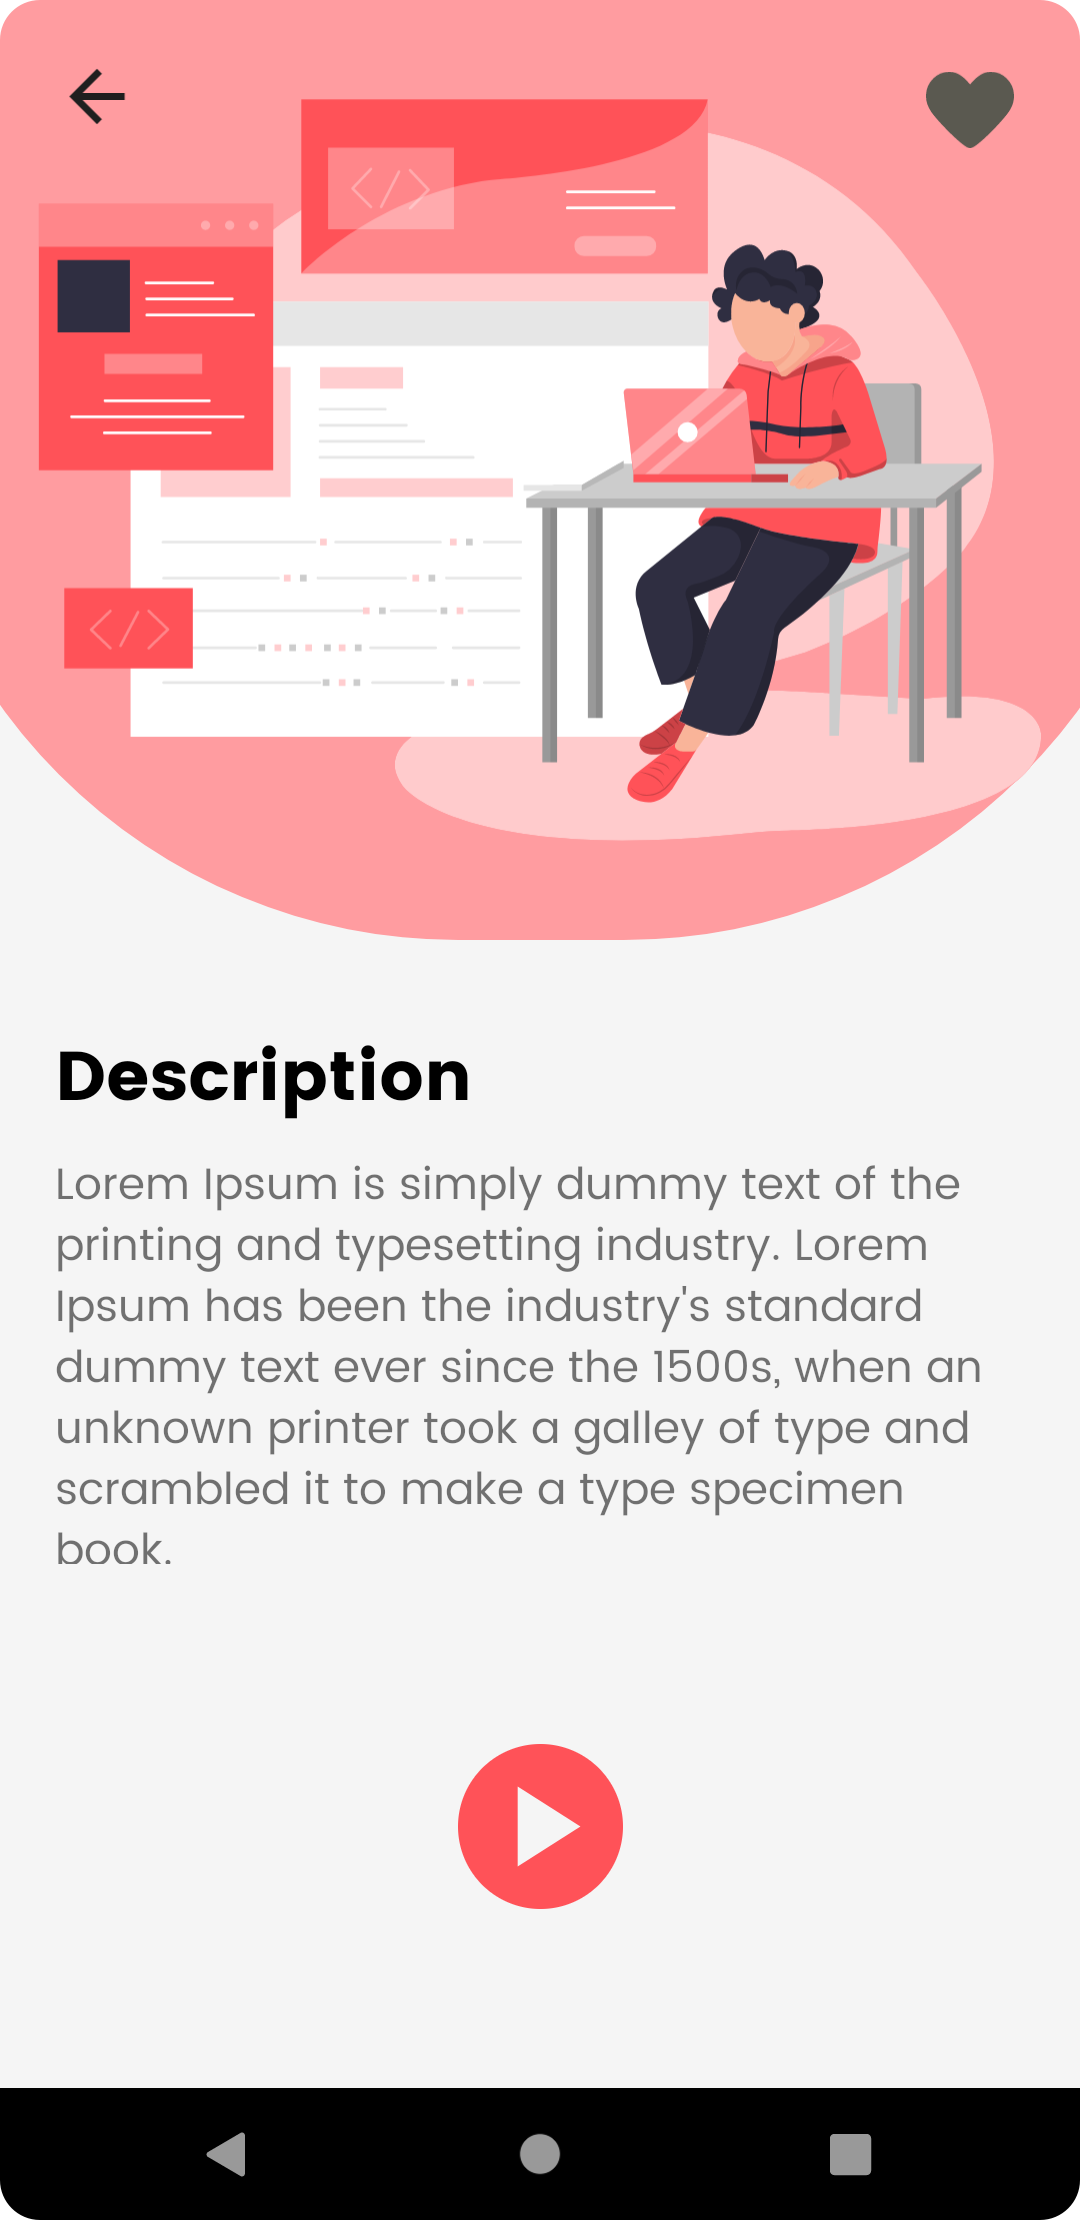 </>
</>
Description
Lorem Ipsum is simply dummy text of the
printing and typesetting industry. Lorem
Ipsum has been the industry's standard
dummy text ever since the 1500s, when an
unknown printer took a galley of type and
scrambled it to make a type specimen
book.